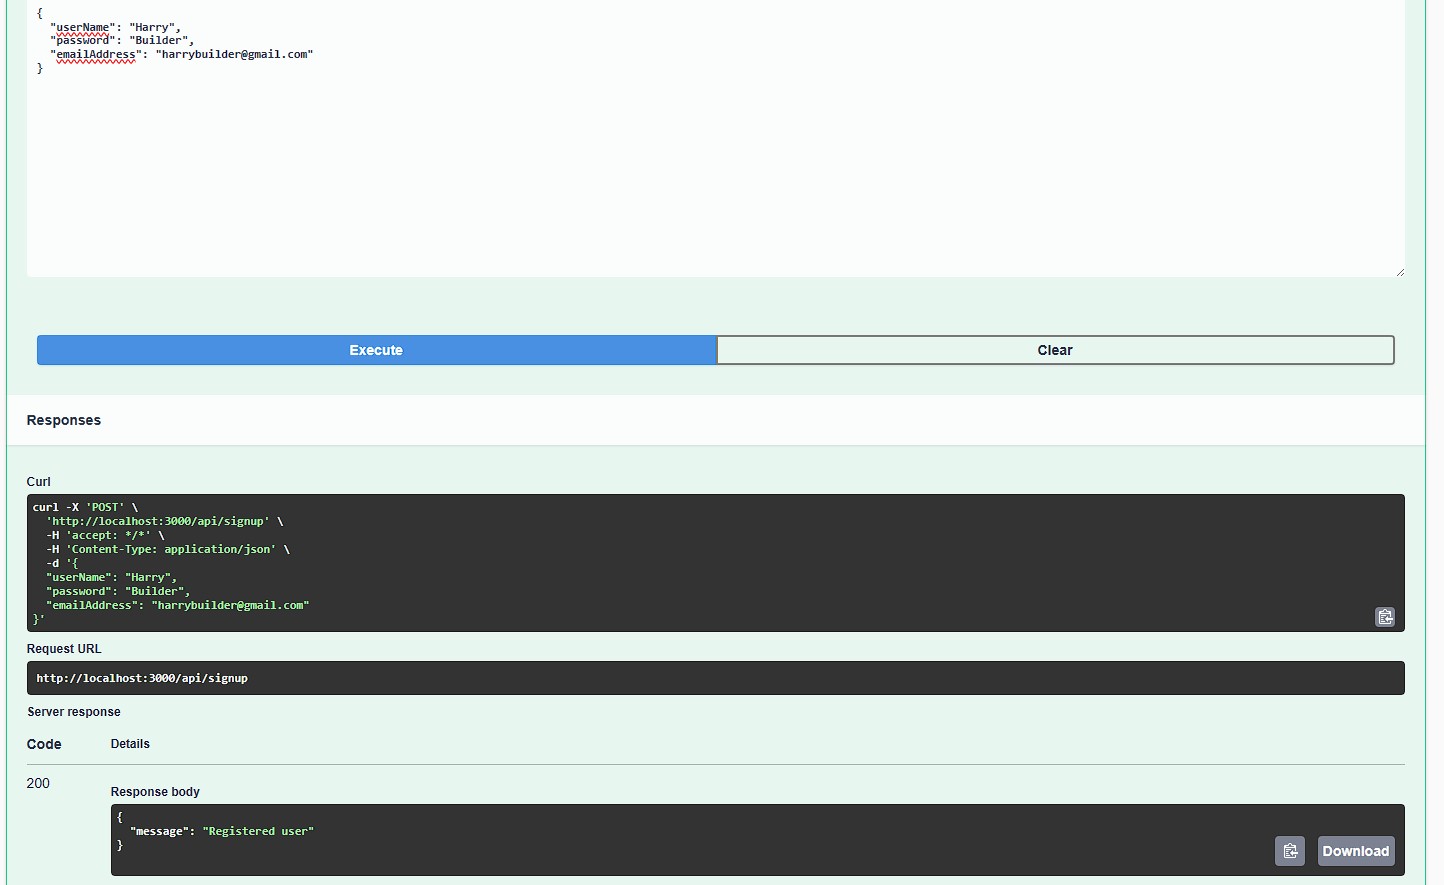 {
"userName": "Harry",
"password": "Builder",
"emailAddress": "harrybuilder@gmail.com"
}
Execute
Clear
Responses
Curl
curl -X 'POST' \
'http://localhost:3000/api/signup' \
-H 'accept: */*' \
-H 'Content-Type: application/json' \
-d '{
"userName": "Harry",
"password": "Builder",
"emailAddress": "harrybuilder@gmail.com"
}'
Request URL
http://localhost:3000/api/signup
Server response
Code Details
200
Response body
{
"message": "Registered user"
}
Download